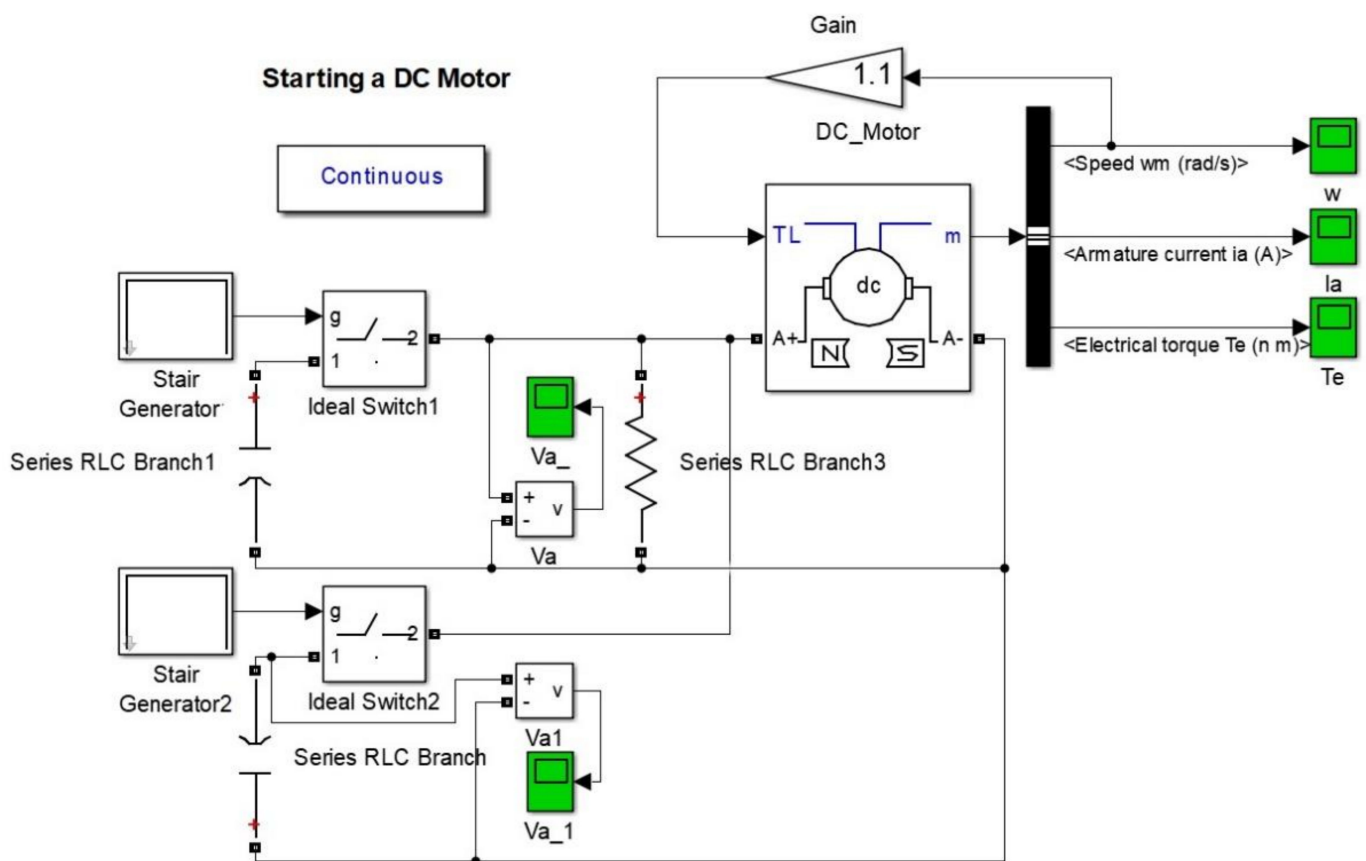 Gain
1.1
Starting a DC Motor
DC_Motor
Continuous
<Speed wm (rad/s)>
w
TL
m
dc
<Armature current ia (A)>
Ia
g
2
1
A+
N
S
A-
<Electrical torque Te (n m)>
Te
Stair
Generator
Ideal Switch1
Va_
Series RLC Branch1
Series RLC Branch3
+
-
v
Va
g
2
1
Stair
Generator2
Ideal Switch2
+
-
v
Va1
Series RLC Branch
Va_1